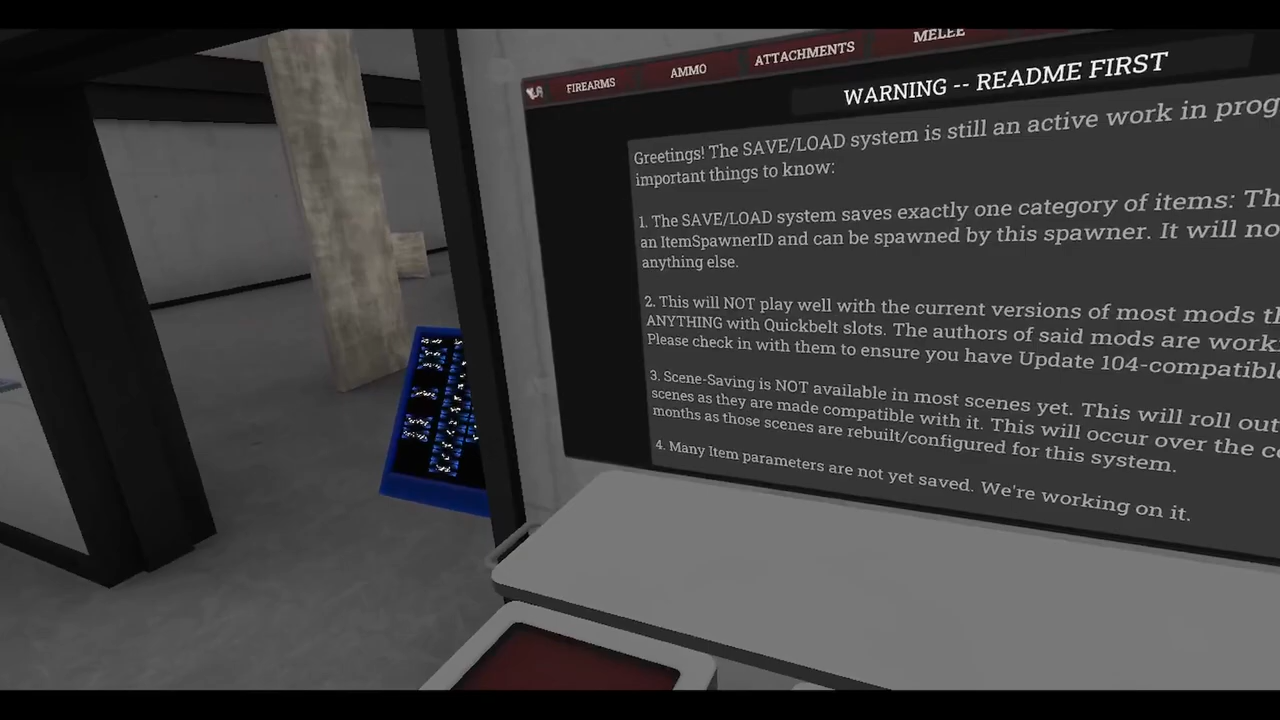 FIREARMS AMMO ATTACHMENTS MELEE
WARNING -- README FIRST
Greetings! The SAVE/LOAD system is still an active work in prog
important things to know:
1. The SAVE/LOAD system saves exactly one category of items: Th
an ItemSpawnerID and can be spawned by this spawner. It will no
anything else.
2. This will NOT play well with the current versions of most mods th
ANYTHING with Quickbelt slots. The authors of said mods are worki
Please check in with them to ensure you have Update 104-compatible
3. Scene-Saving is NOT available in most scenes yet. This will roll out
scenes as they are made compatible with it. This will occur over the co
months as those scenes are rebuilt/configured for this system.
4. Many Item parameters are not yet saved. We're working on it.